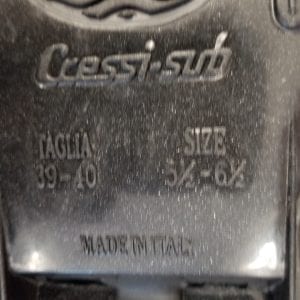 Cressi-sub
TAGLIA SIZE
39-40 5½-6½
MADE IN ITALY